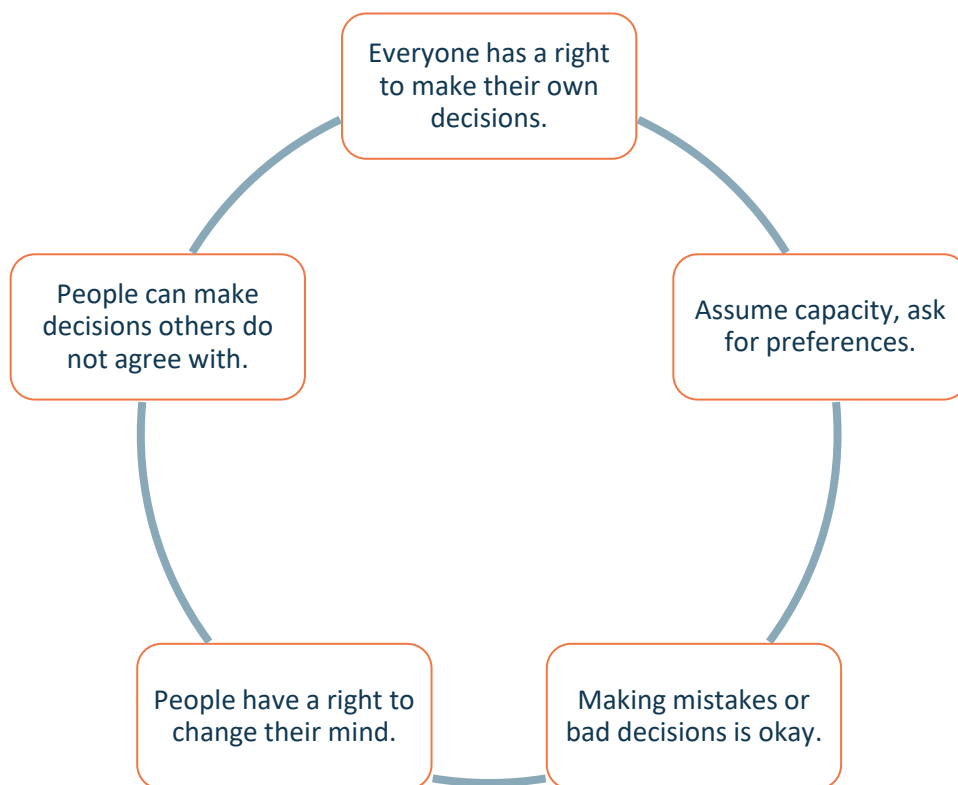 Everyone has a right
to make their own
decisions.
Assume capacity, ask
for preferences.
Making mistakes or
bad decisions is okay.
People have a right to
change their mind.
People can make
decisions others do
not agree with.